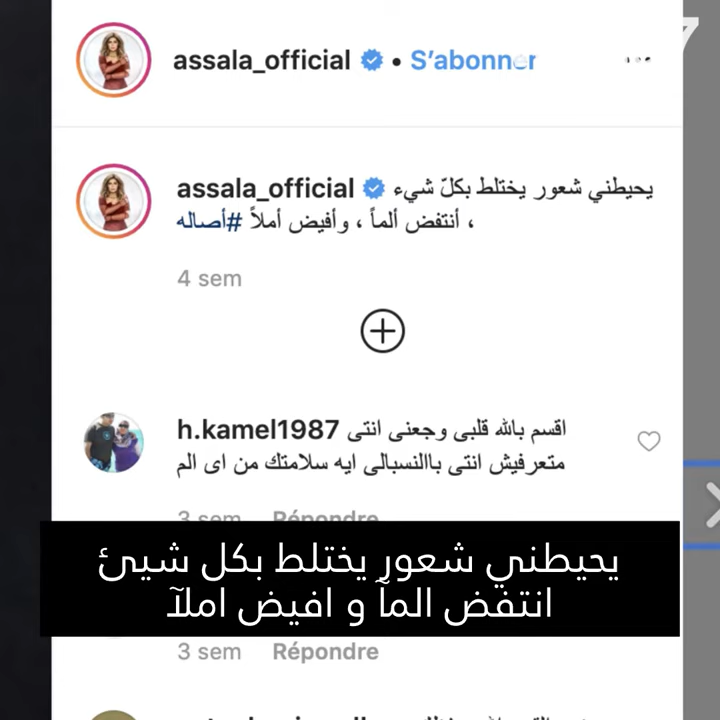 7
assala_official • S'abonner
assala_official يحيطني شعور يختلط بكلّ شيء
، أنتفض ألماً ، وأفيض أملاً #أصاله
4 sem
h.kamel1987 اقسم بالله قلبى وجعنى انتى
متعرفيش انتى باالنسبالى ايه سلامتك من اى الم
3 sem Répondre
يحيطني شعور يختلط بكل شيئ
انتفض المآ و افيض املآ
3 sem Répondre